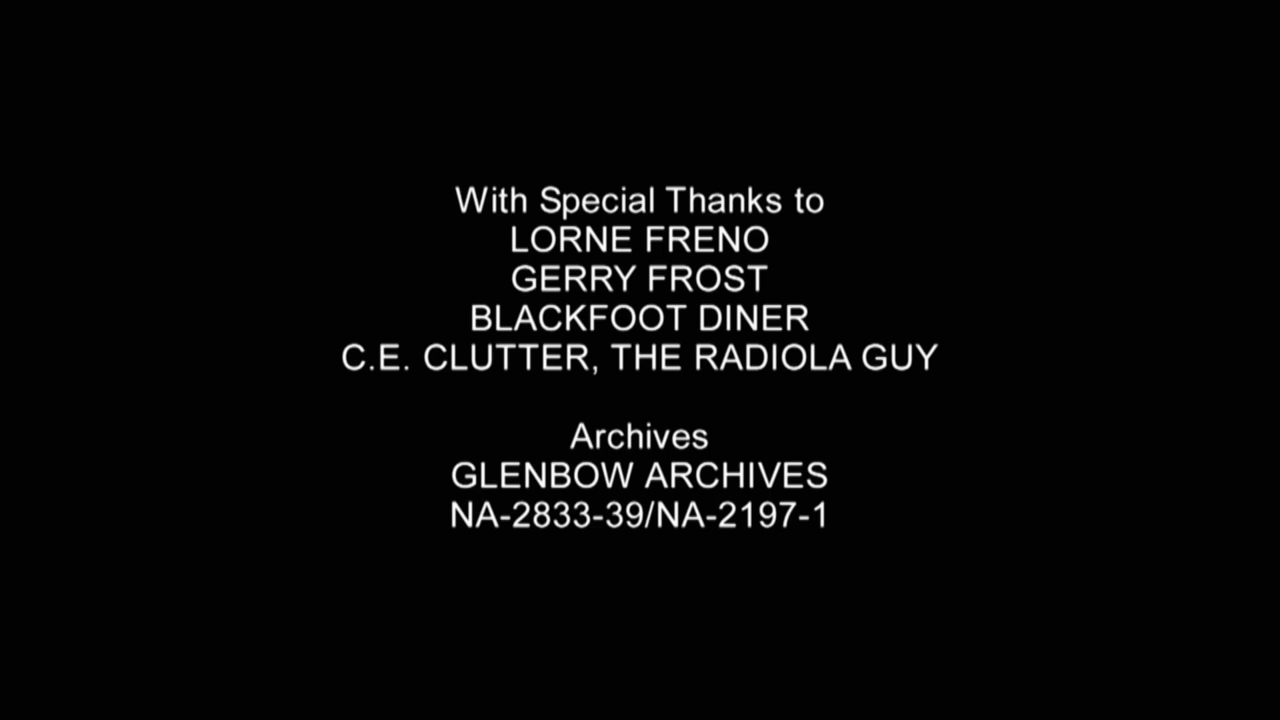 With Special Thanks to
LORNE FRENO
GERRY FROST
BLACKFOOT DINER
C.E. CLUTTER, THE RADIOLA GUY
Archives
GLENBOW ARCHIVES
NA-2833-39/NA-2197-1